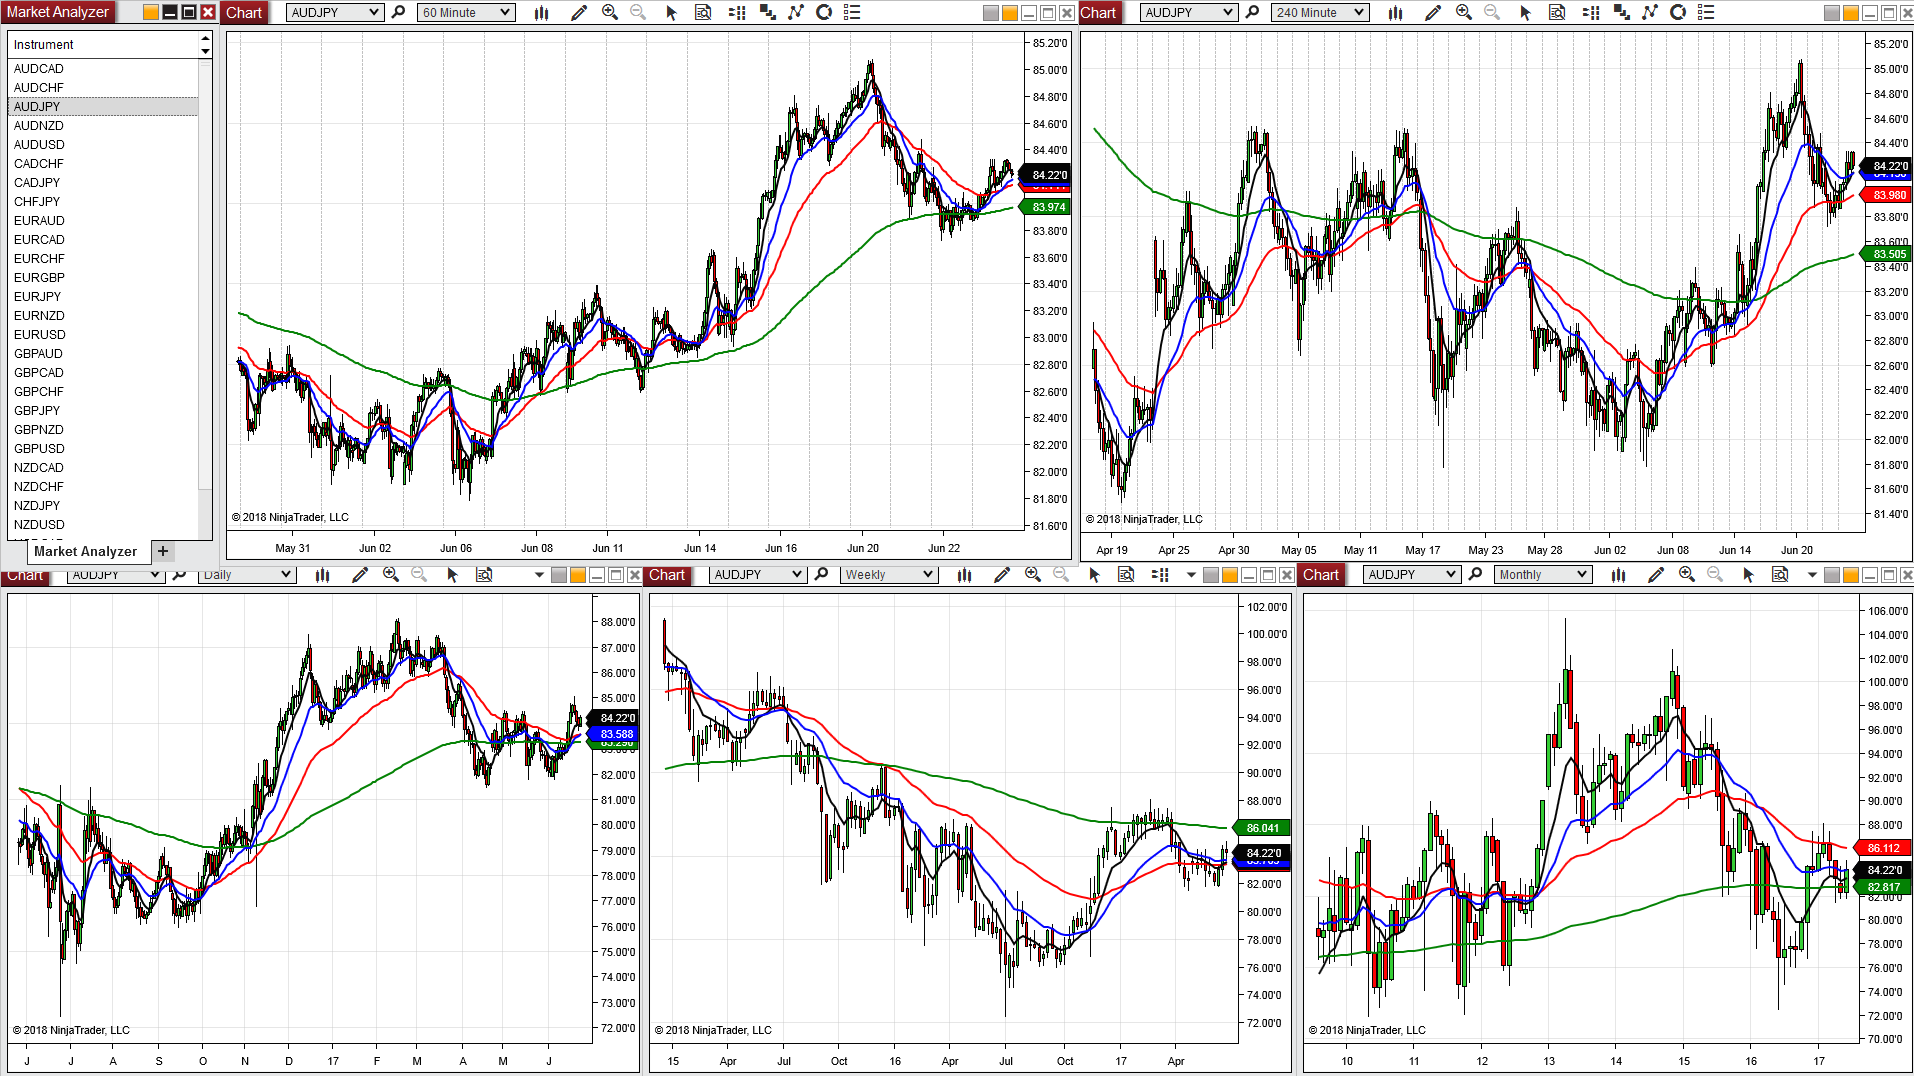 Market Analyzer
Instrument
AUDCAD
AUDCHF
AUDJPY
AUDNZD
AUDUSD
CADCHF
CADJPY
CHFJPY
EURAUD
EURCAD
EURCHF
EURGBP
EURJPY
EURNZD
EURUSD
GBPAUD
GBPCAD
GBPCHF
GBPJPY
GBPNZD
GBPUSD
NZDCAD
NZDCHF
NZDJPY
NZDUSD
Market Analyzer +
Chart AUDJPY 60 Minute
85.20'0
85.00'0
84.80'0
84.60'0
84.40'0
84.22'0
83.974
83.80'0
83.60'0
83.40'0
83.20'0
83.00'0
82.80'0
82.60'0
82.40'0
82.20'0
82.00'0
81.80'0
81.60'0
© 2018 NinjaTrader, LLC
May 31 Jun 02 Jun 06 Jun 08 Jun 11 Jun 14 Jun 16 Jun 20 Jun 22
Chart AUDJPY 240 Minute
85.20'0
85.00'0
84.80'0
84.60'0
84.40'0
84.22'0
83.980
83.80'0
83.60'0
83.505
83.40'0
83.20'0
83.00'0
82.80'0
82.60'0
82.40'0
82.20'0
82.00'0
81.80'0
81.60'0
81.40'0
© 2018 NinjaTrader, LLC
Apr 19 Apr 25 Apr 30 May 05 May 11 May 17 May 23 May 28 Jun 02 Jun 08 Jun 14 Jun 20
Chart AUDJPY Daily
88.00'0
87.00'0
86.00'0
85.00'0
84.22'0
83.588
82.00'0
81.00'0
80.00'0
79.00'0
78.00'0
77.00'0
76.00'0
75.00'0
74.00'0
73.00'0
72.00'0
© 2018 NinjaTrader, LLC
J J A S O N D 17 F M A M J
Chart AUDJPY Weekly
102.00'0
100.00'0
98.00'0
96.00'0
94.00'0
92.00'0
90.00'0
88.00'0
86.041
84.22'0
82.00'0
80.00'0
78.00'0
76.00'0
74.00'0
72.00'0
© 2018 NinjaTrader, LLC
15 Apr Jul Oct 16 Apr Jul Oct 17 Apr
Chart AUDJPY Monthly
106.00'0
104.00'0
102.00'0
100.00'0
98.00'0
96.00'0
94.00'0
92.00'0
90.00'0
88.00'0
86.112
84.22'0
82.817
82.00'0
80.00'0
78.00'0
76.00'0
74.00'0
72.00'0
70.00'0
© 2018 NinjaTrader, LLC
10 11 12 13 14 15 16 17